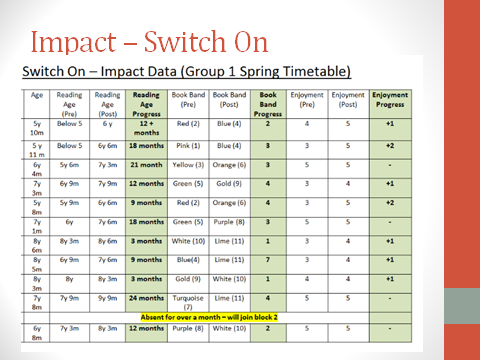 Impact – Switch On
Switch On – Impact Data (Group 1 Spring Timetable)
Age Reading Age (Pre) Reading Age (Post) Reading Age Progress Book Band (Pre) Book Band (Post) Book Band Progress Enjoyment (Pre) Enjoyment (Post) Enjoyment Progress
5y 10m Below 5 6 y 12 + months Red (2) Blue (4) 2 4 5 +1
5 y 11 m Below 5 6y 6m 18 months Pink (1) Blue (4) 3 3 5 +2
6y 4m 5y 6m 7y 3m 21 month Yellow (3) Orange (6) 3 5 5 -
7y 3m 6y 9m 7y 9m 12 months Green (5) Gold (9) 4 3 4 +1
5y 8m 5y 9m 6y 6m 9 months Red (2) Orange (6) 4 3 5 +2
7y 1m 6y 7y 6m 18 months Green (5) Purple (8) 3 5 5 -
8y 6m 8y 3m 8y 6m 3 months White (10) Lime (11) 1 3 4 +1
8y 5m 6y 9m 7y 6m 9 months Blue(4) Lime (11) 7 3 4 +1
8y 3m 8y 8y 3m 3 months Gold (9) White (10) 1 4 4 +1
7y 8m 7y 9m 9y 9m 24 months Turquoise (7) Lime (11) 4 5 5 -
Absent for over a month – will join block 2
6y 8m 7y 3m 8y 3m 12 months Purple (8) White (10) 2 5 5 -